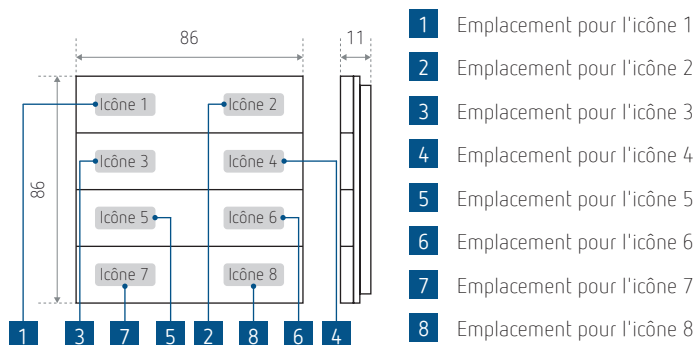 86
11
1 Emplacement pour l'icône 1
2 Emplacement pour l'icône 2
3 Emplacement pour l'icône 3
4 Emplacement pour l'icône 4
5 Emplacement pour l'icône 5
6 Emplacement pour l'icône 6
7 Emplacement pour l'icône 7
8 Emplacement pour l'icône 8
86
Icône 1 Icône 2
Icône 3 Icône 4
Icône 5 Icône 6
Icône 7 Icône 8
1 3 7 5 2 8 6 4